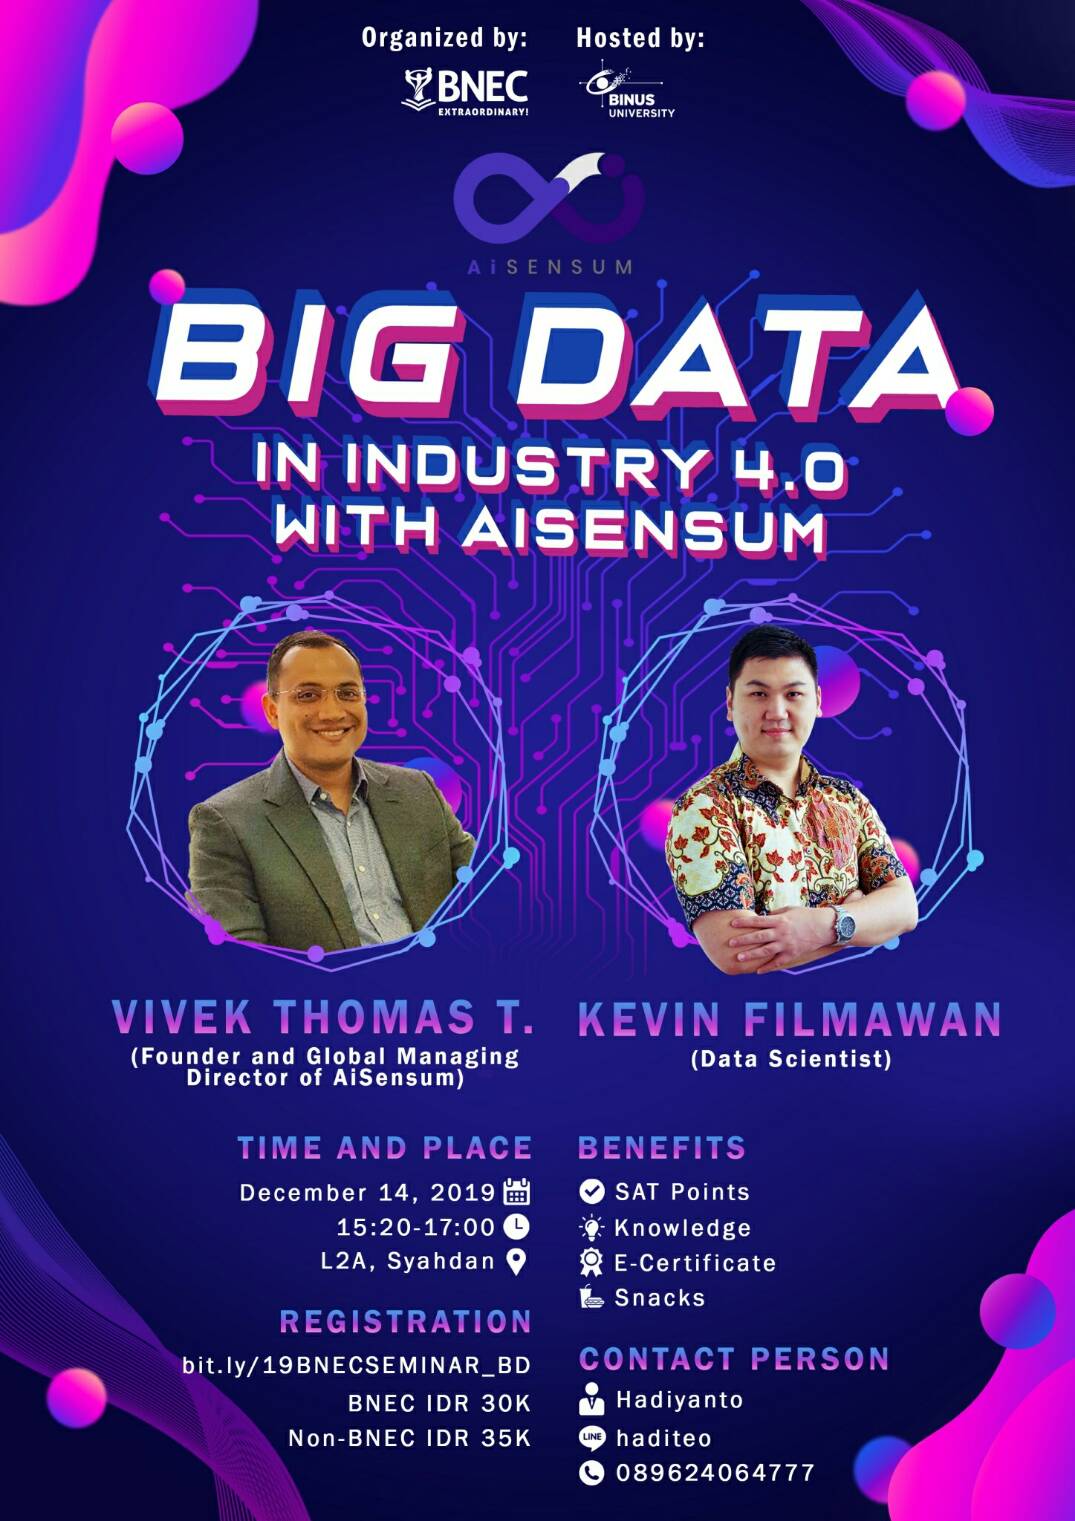 Organized by:
Hosted by:
BNEC
EXTRAORDINARY!
BINUS
UNIVERSITY
AiSENSUM
BIG DATA
IN INDUSTRY 4.0
WITH AISENSUM
VIVEK THOMAS T.
(Founder and Global Managing
Director of AiSensum)
KEVIN FILMAWAN
(Data Scientist)
TIME AND PLACE
December 14, 2019
15:20-17:00
L2A, Syahdan
REGISTRATION
bit.ly/19BNECSEMINAR_BD
BNEC IDR 30K
Non-BNEC IDR 35K
BENEFITS
SAT Points
Knowledge
E-Certificate
Snacks
CONTACT PERSON
Hadiyanto
LINE haditeo
089624064777